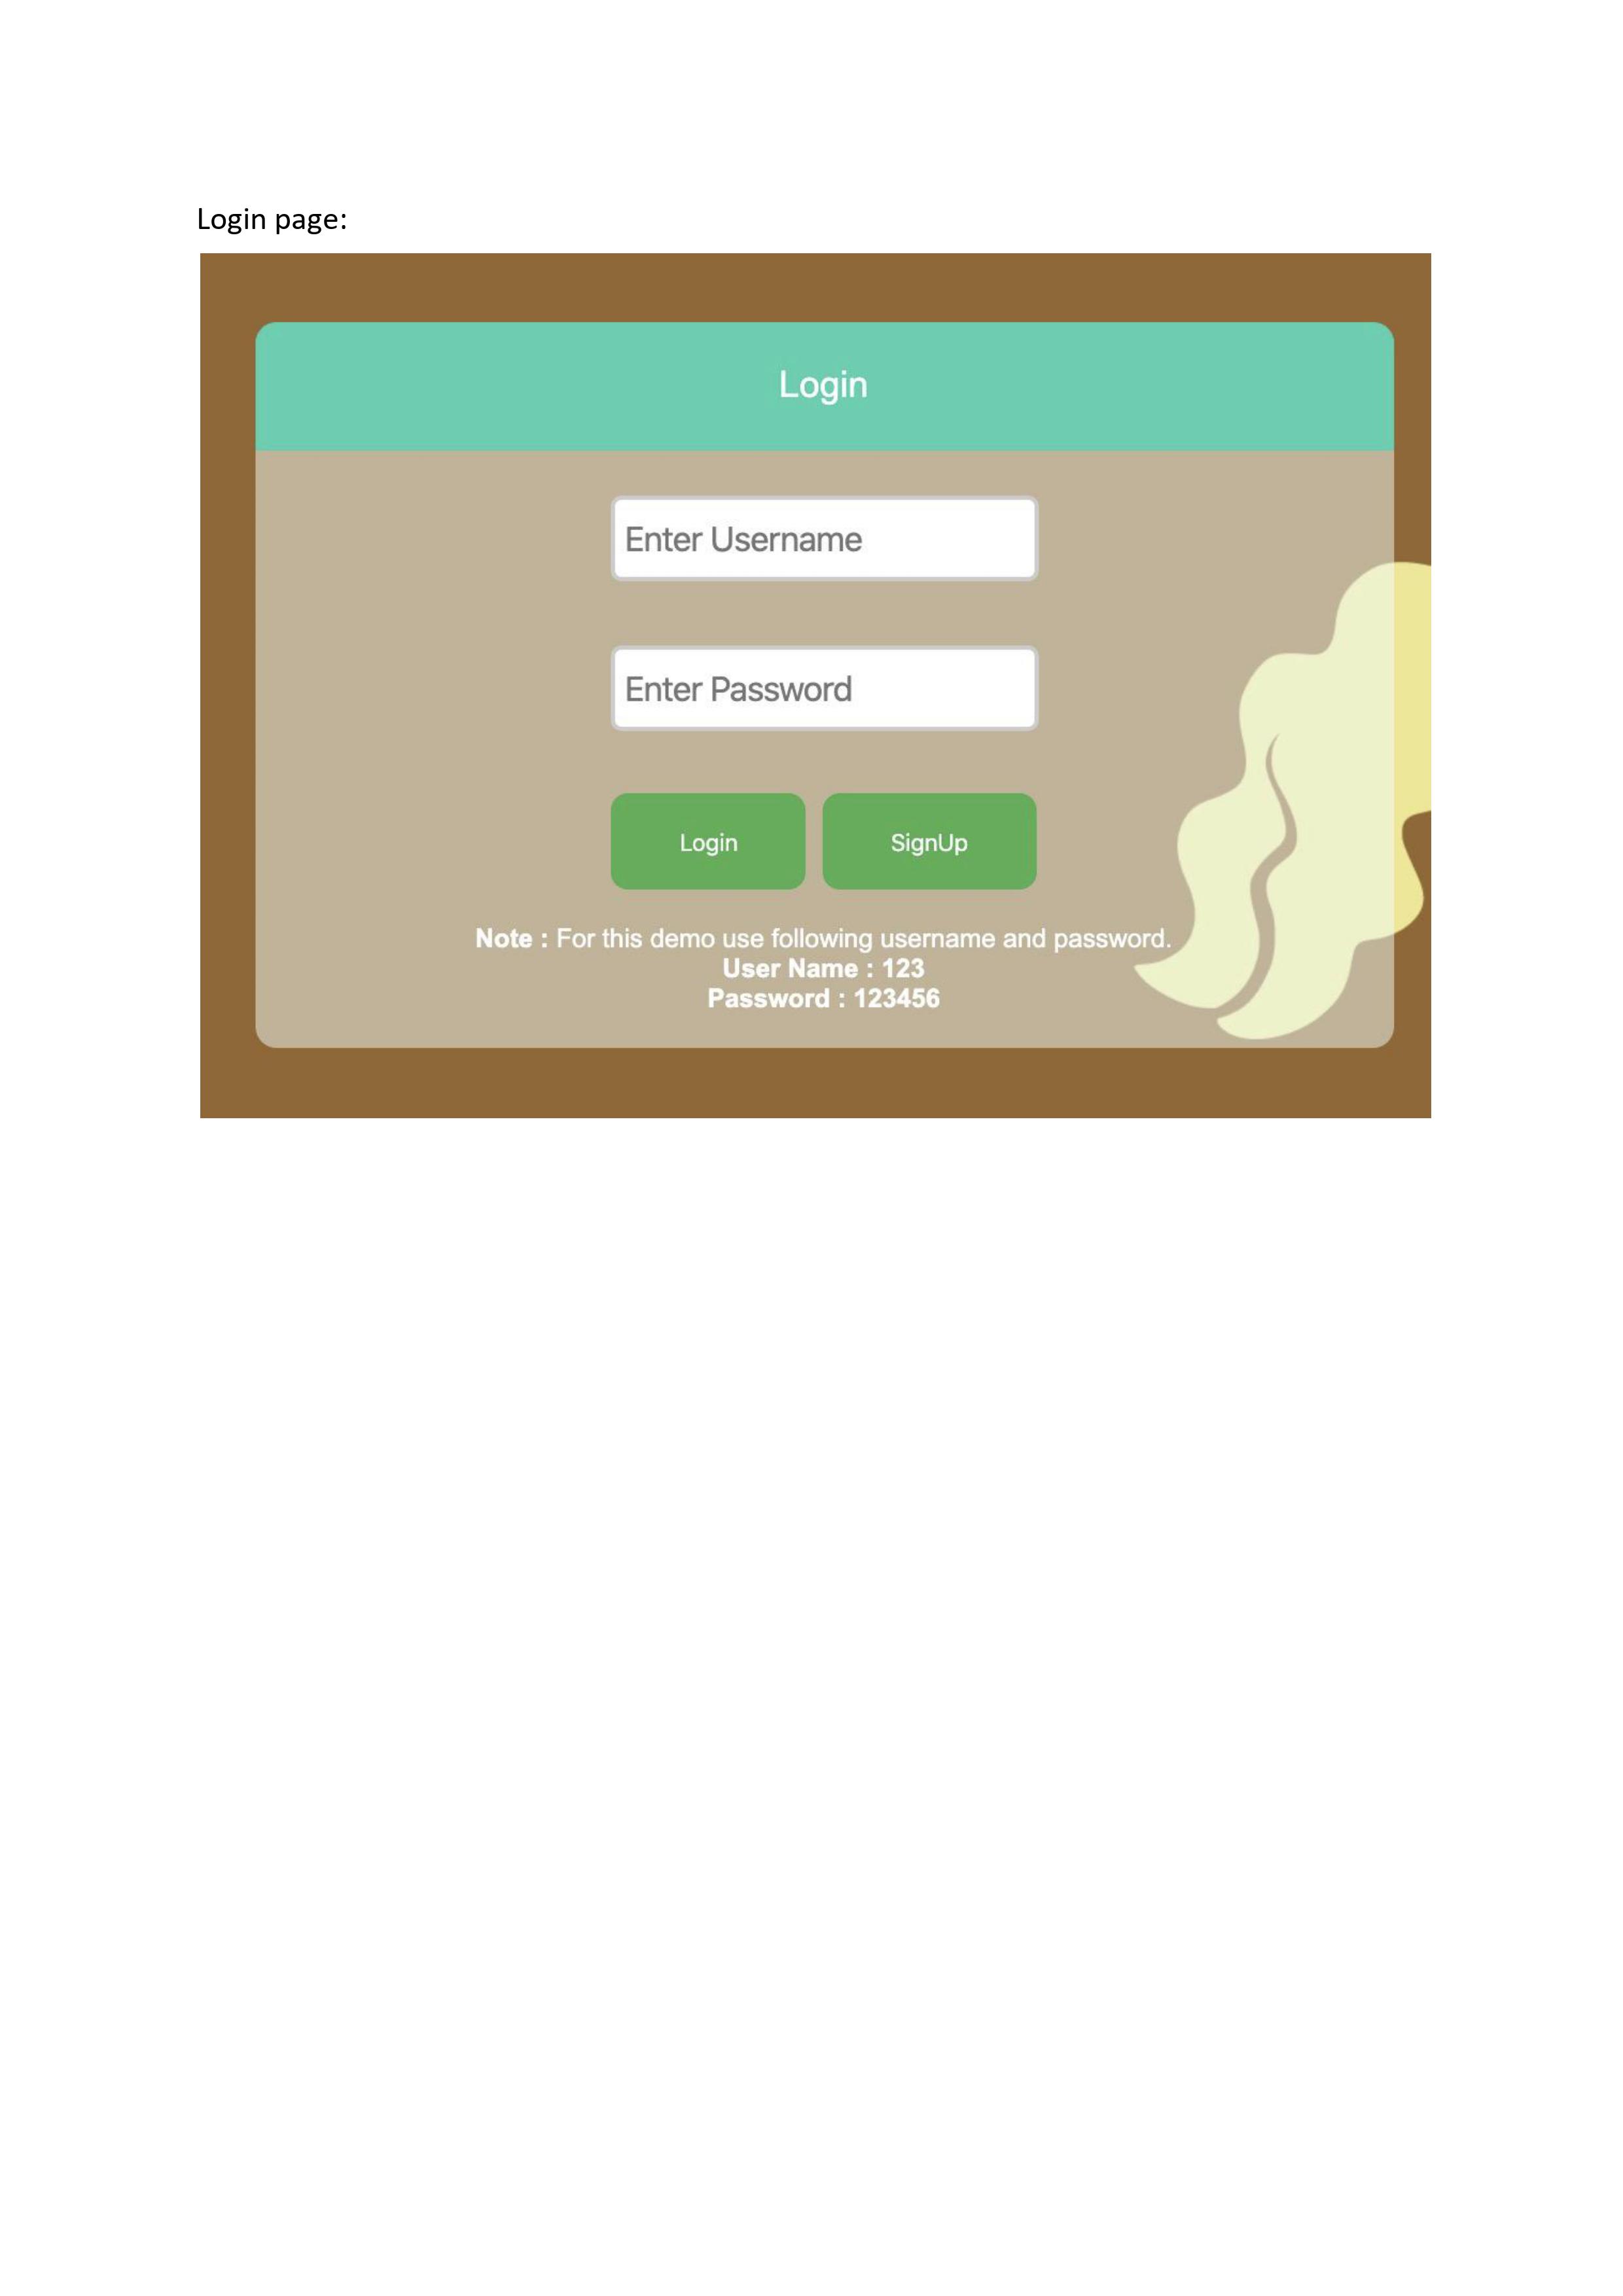 Login page:
Login
Enter Username
Enter Password
Login SignUp
Note : For this demo use following username and password.
User Name : 123
Password : 123456